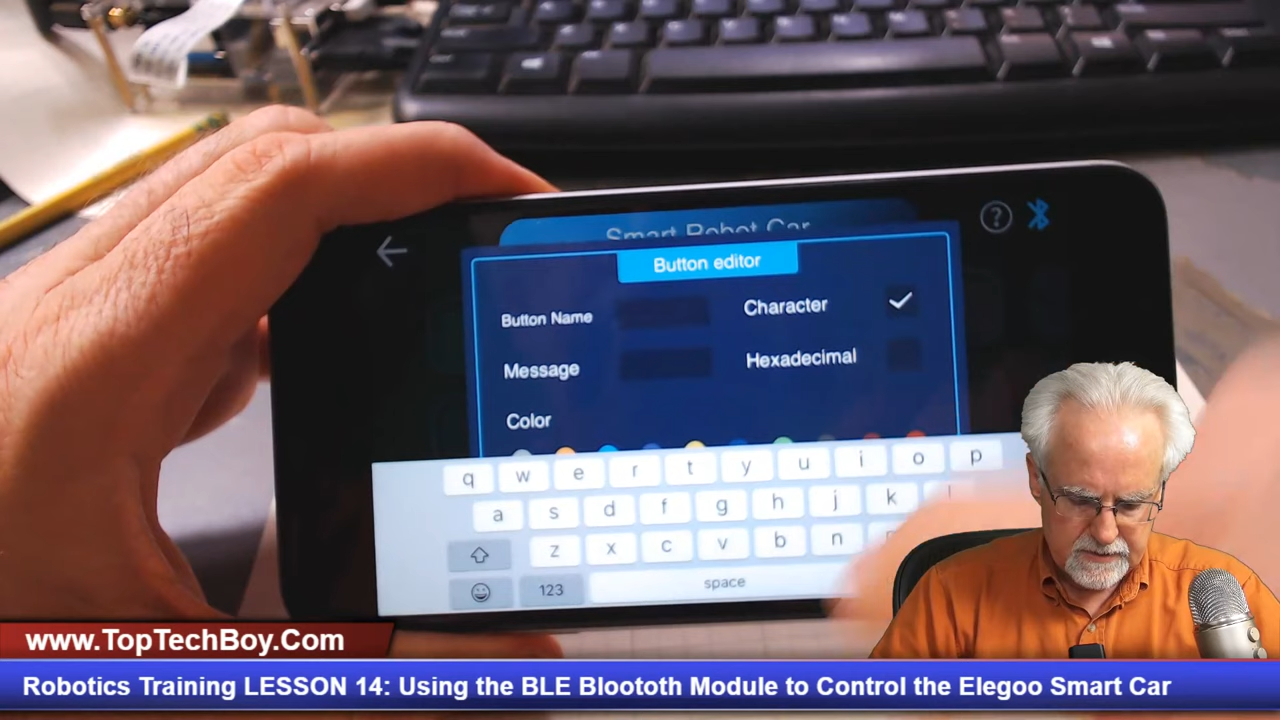 Smart Robot Car
?
Button editor
Button Name
Character
Message
Hexadecimal
Color
q w e r t y u i o p
a s d f g h j k
z x c v b n
123
space
www.TopTechBoy.Com
Robotics Training LESSON 14: Using the BLE Bloototh Module to Control the Elegoo Smart Car